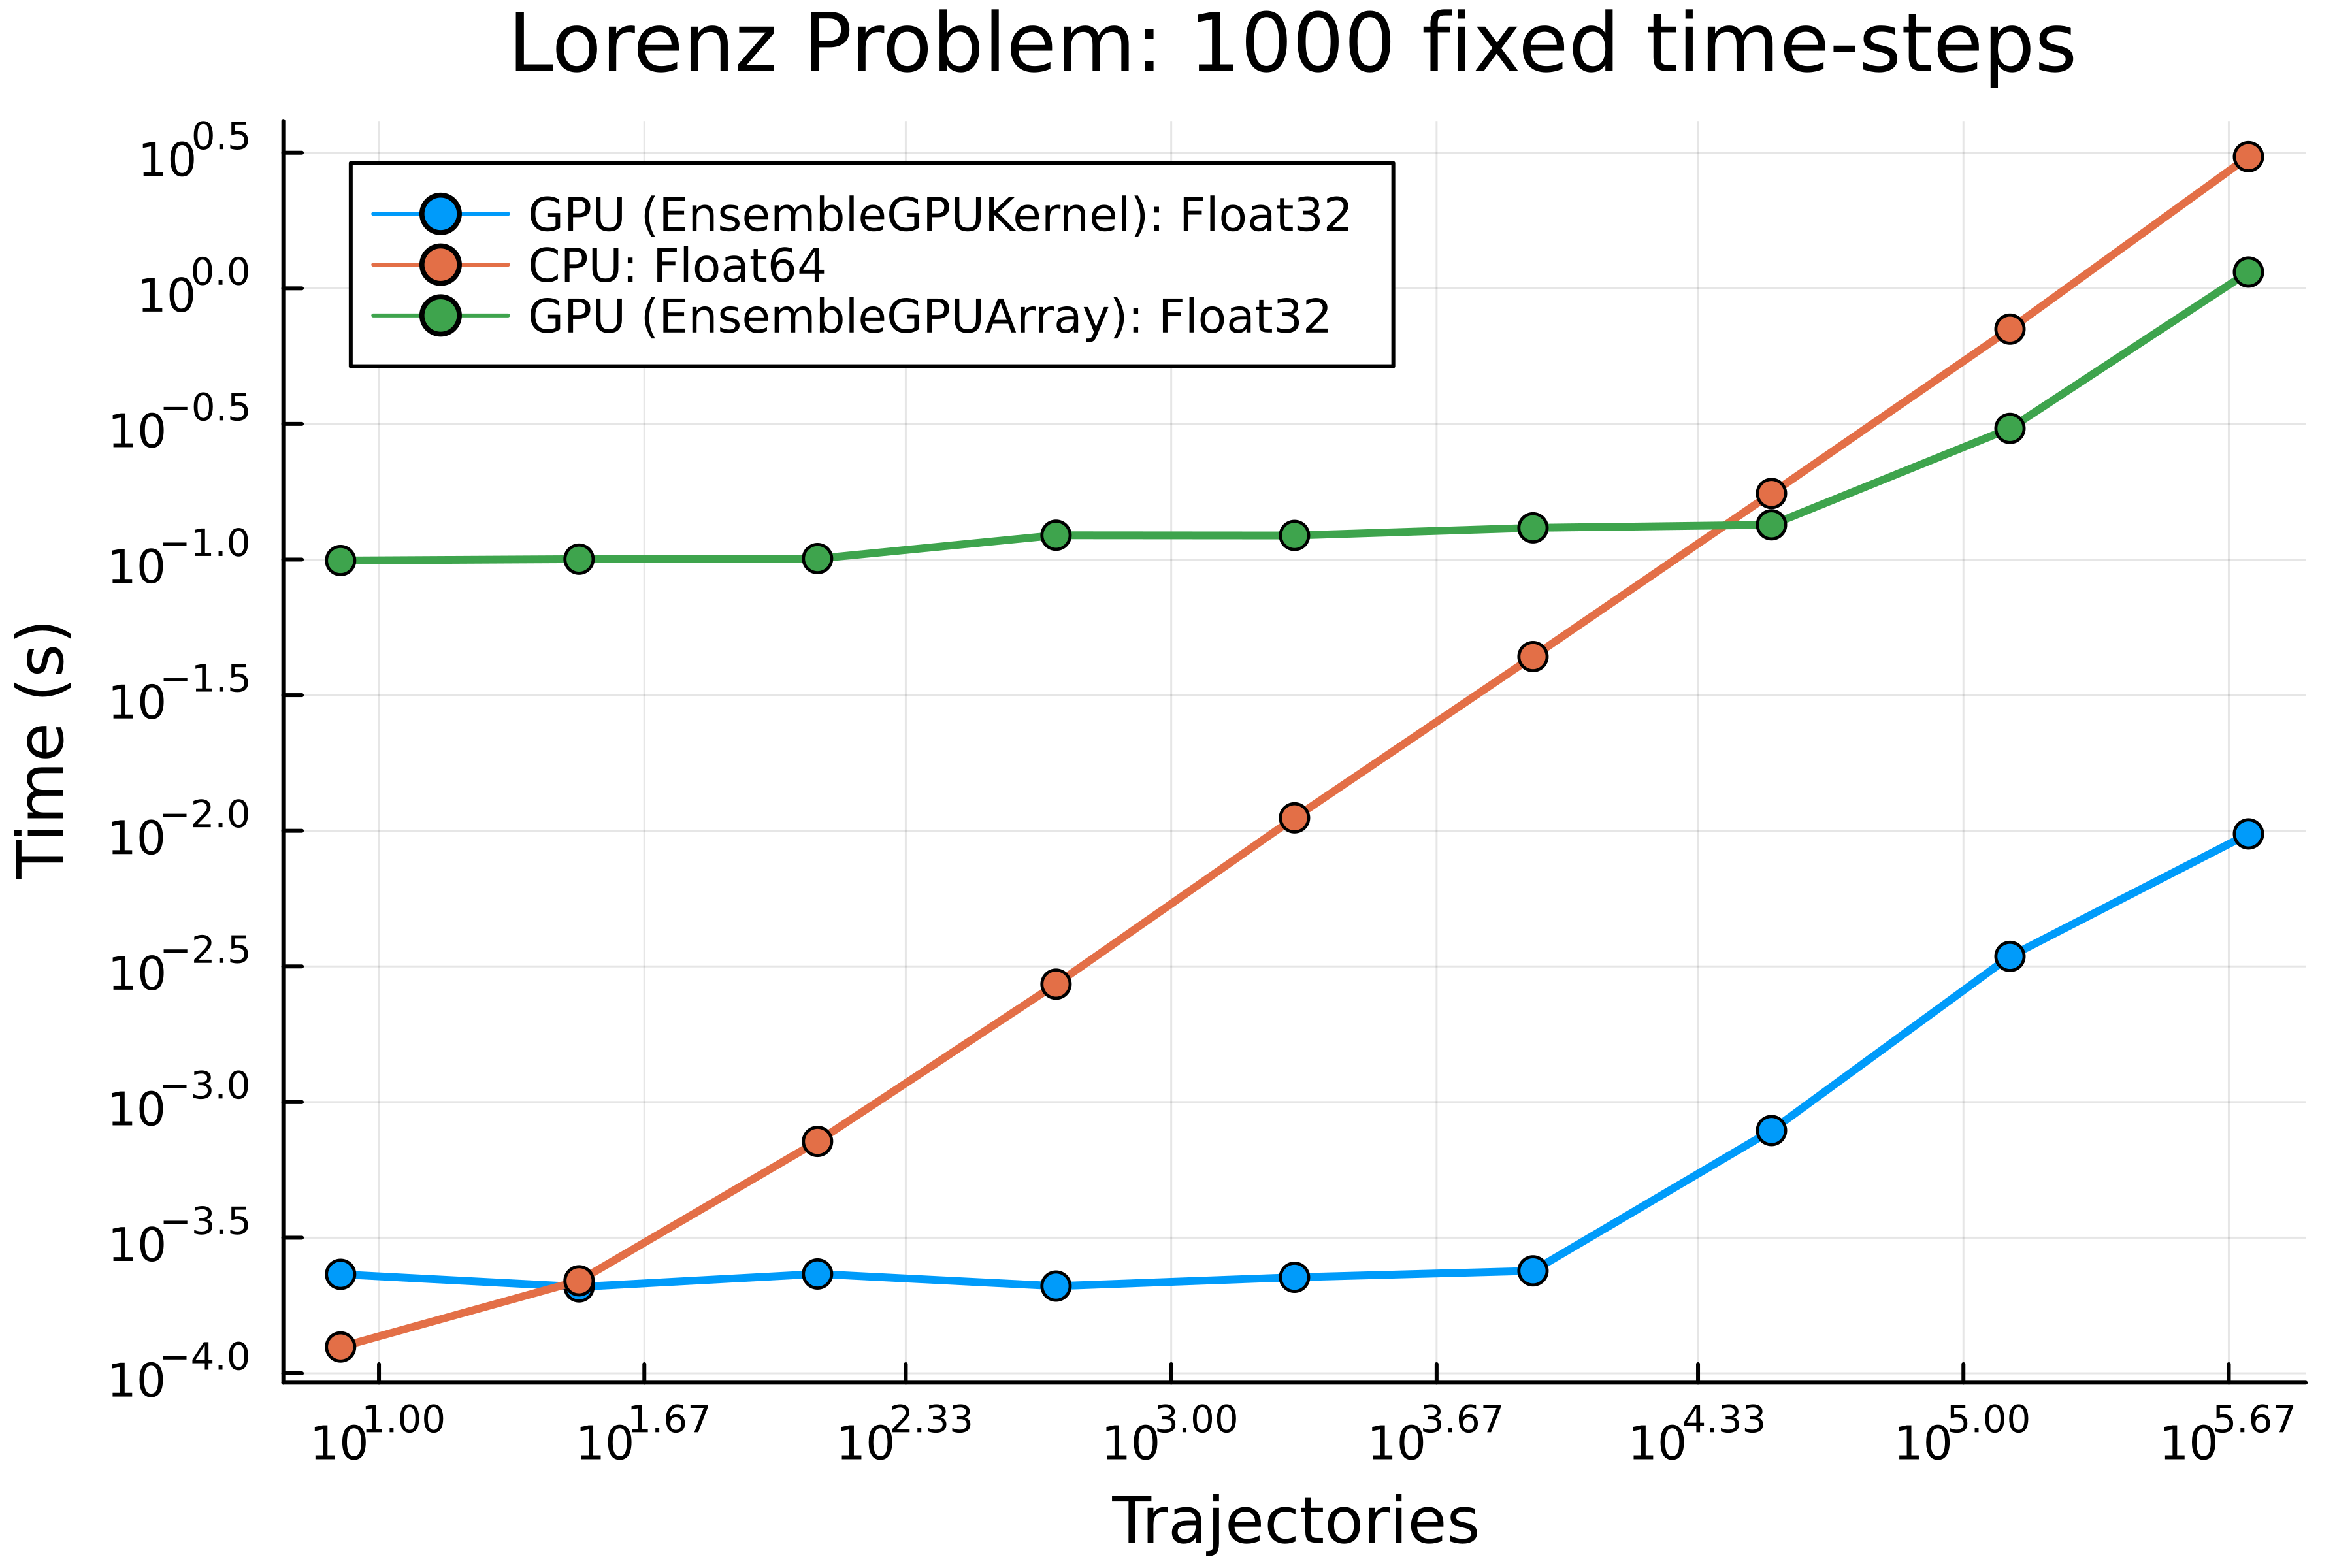 Lorenz Problem: 1000 fixed time-steps
GPU (EnsembleGPUKernel): Float32
CPU: Float64
GPU (EnsembleGPUArray): Float32
10^0.5
10^0.0
10^−0.5
10^−1.0
10^−1.5
10^−2.0
10^−2.5
10^−3.0
10^−3.5
10^−4.0
Time (s)
10^1.00 10^1.67 10^2.33 10^3.00 10^3.67 10^4.33 10^5.00 10^5.67
Trajectories